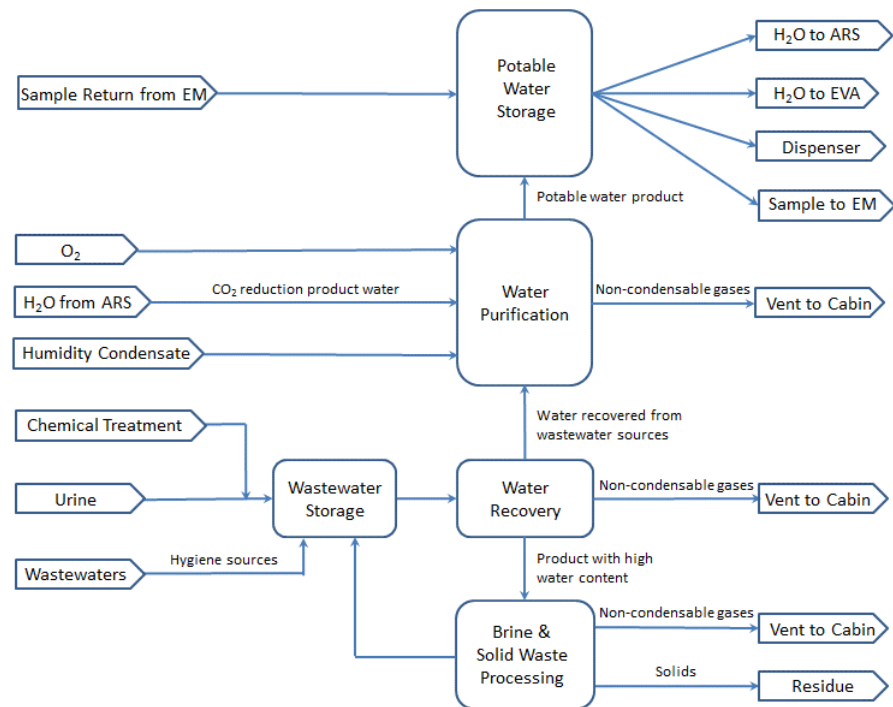 H₂O to ARS
Potable
Water
Storage
Sample Return from EM
H₂O to EVA
Dispenser
Sample to EM
Potable water product
O₂
CO₂ reduction product water
H₂O from ARS
Water
Purification
Non-condensable gases
Vent to Cabin
Humidity Condensate
Water recovered from
wastewater sources
Chemical Treatment
Urine
Wastewater
Storage
Water
Recovery
Non-condensable gases
Vent to Cabin
Wastewaters
Hygiene sources
Product with high
water content
Brine &
Solid Waste
Processing
Non-condensable gases
Vent to Cabin
Solids
Residue